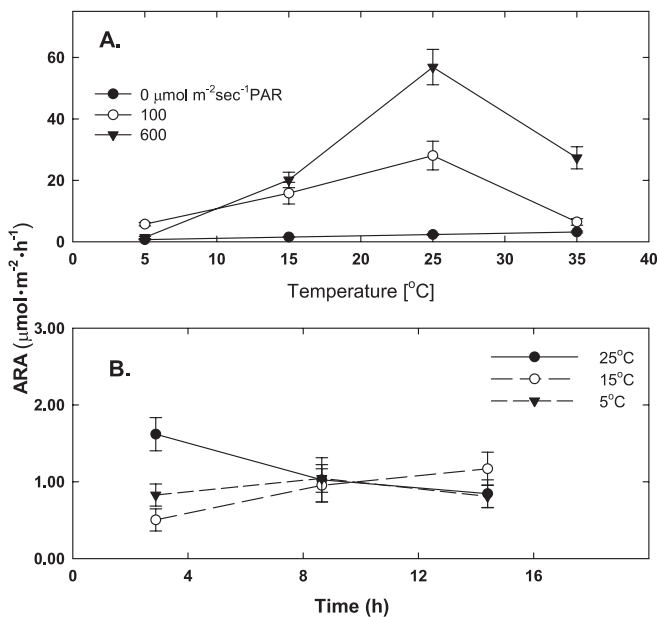 A.
0 μmol m⁻²sec⁻¹PAR
100
600
60
40
20
0
0 5 10 15 20 25 30 35 40
Temperature [°C]
ARA (μmol·m⁻²·h⁻¹)
B.
25°C
15°C
5°C
3.00
2.00
1.00
0.00
0 4 8 12 16
Time (h)